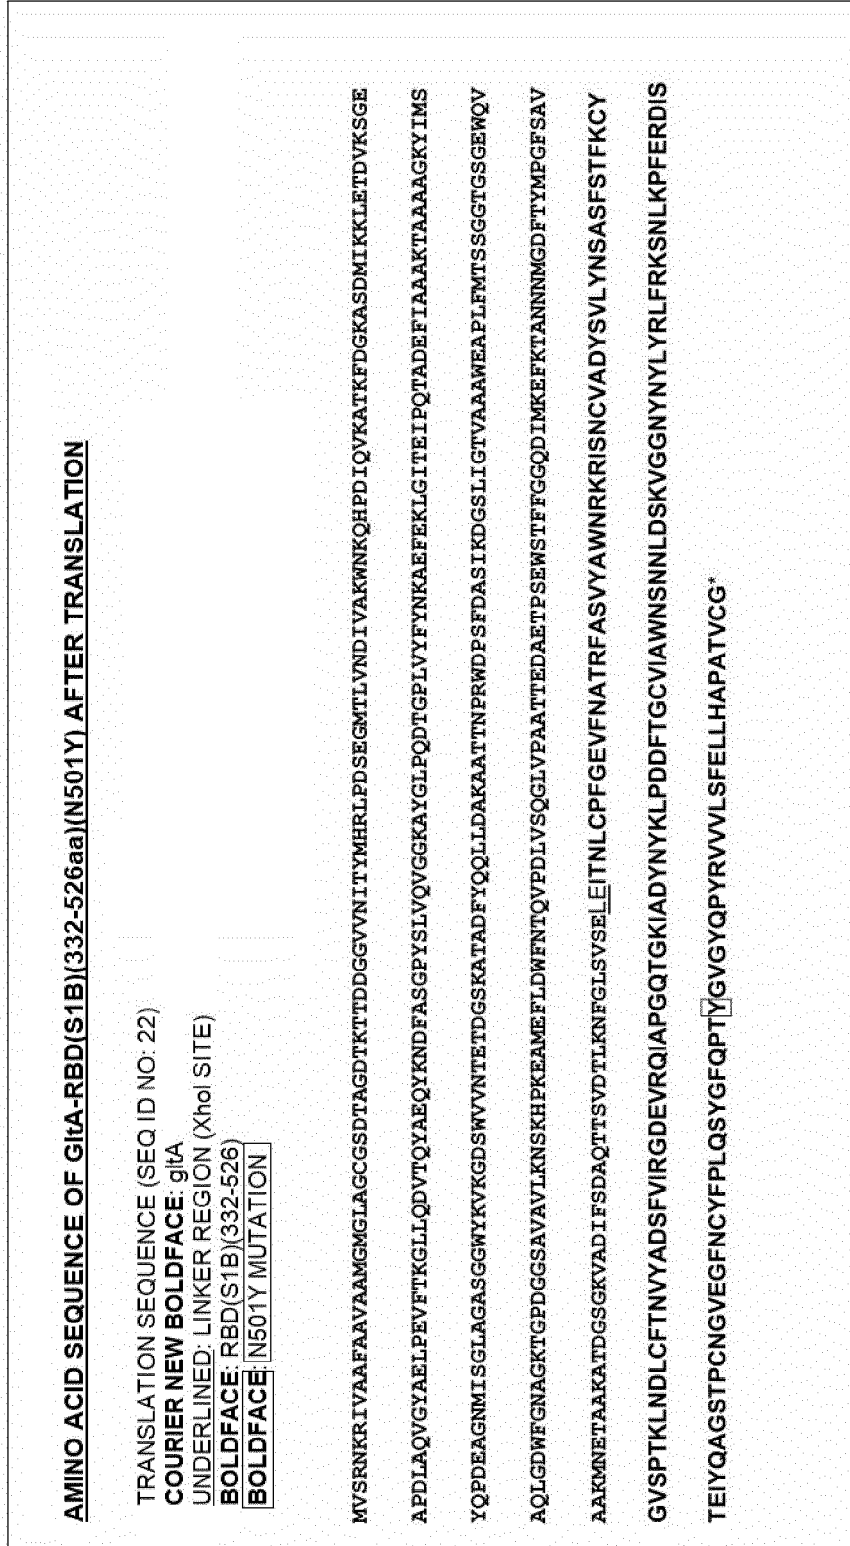 AMINO ACID SEQUENCE OF GltA-RBD(S1B)(332-526aa)(N501Y) AFTER TRANSLATION
TRANSLATION SEQUENCE (SEQ ID NO: 22)
COURIER NEW BOLDFACE: gltA
UNDERLINED: LINKER REGION (XhoI SITE)
BOLDFACE: RBD(S1B)(332-526)
BOLDFACE: N501Y MUTATION
MVSRNKRIVAAFAAVAAMGMGLAGCGSDTAGDTKTTDDGGVVNITYMHRLPDSEGMTLVNDIVAKWNKQHPDIQVKATKFDGKASDMIKKLETDVKSGE
APDLAQVGYAELPEVFTKGLLQDVTQYAEQYKNDFASGPYSLVQVGGKAYGLPQDTGPLVYFYNKAEFEKLGITEIPQTADEFIAAAKTAAAAGKYIMS
YQPDEAGNMISGLAGASGGWYKVKGDSWVVNTETDGSKATADFYQQLLDAKAATTNPRWDPSFDASIKDGSLIGTVAAAWEAPLFMTSSGGTGSGEWQV
AQLGDWFGNAGKTGPDGGSAVAVLKNSKHPKEAMEFLDWFNTQVPDLVSQGLVPAATTEDAETPSEWSTFFGGQDIMKEFKTANNNMGDFTYMPGFSAV
AAKMNETAAKATDGSGKVADIFSDAQTTSVDTLKNFGLSVSELEITNLCPFGEVFNATRFASVYAWNRKRISNCVADYSVLYNSASFSTFKCY
GVSPTKLNDLCFTNVYADSFVIRGDEVRQIAPGQTGKIADYNYKLPDDFTGCVIAWNSNNLDSKVGGNYNYLYRLFRKSNLKPFERDIS
TEIYQAGSTPCNGVEGFNCYFPLQSYGFQPTYGVGYQPYRVVVLSFELLHAPATVCG*